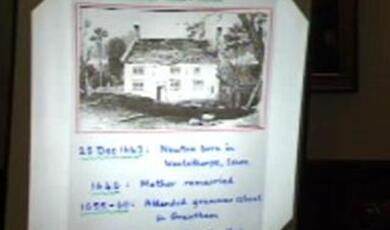 25 Dec 1642: Newton born in
Woolsthorpe, Lincs
1646: Mother remarried
1655-60: Attended grammar school
in Grantham